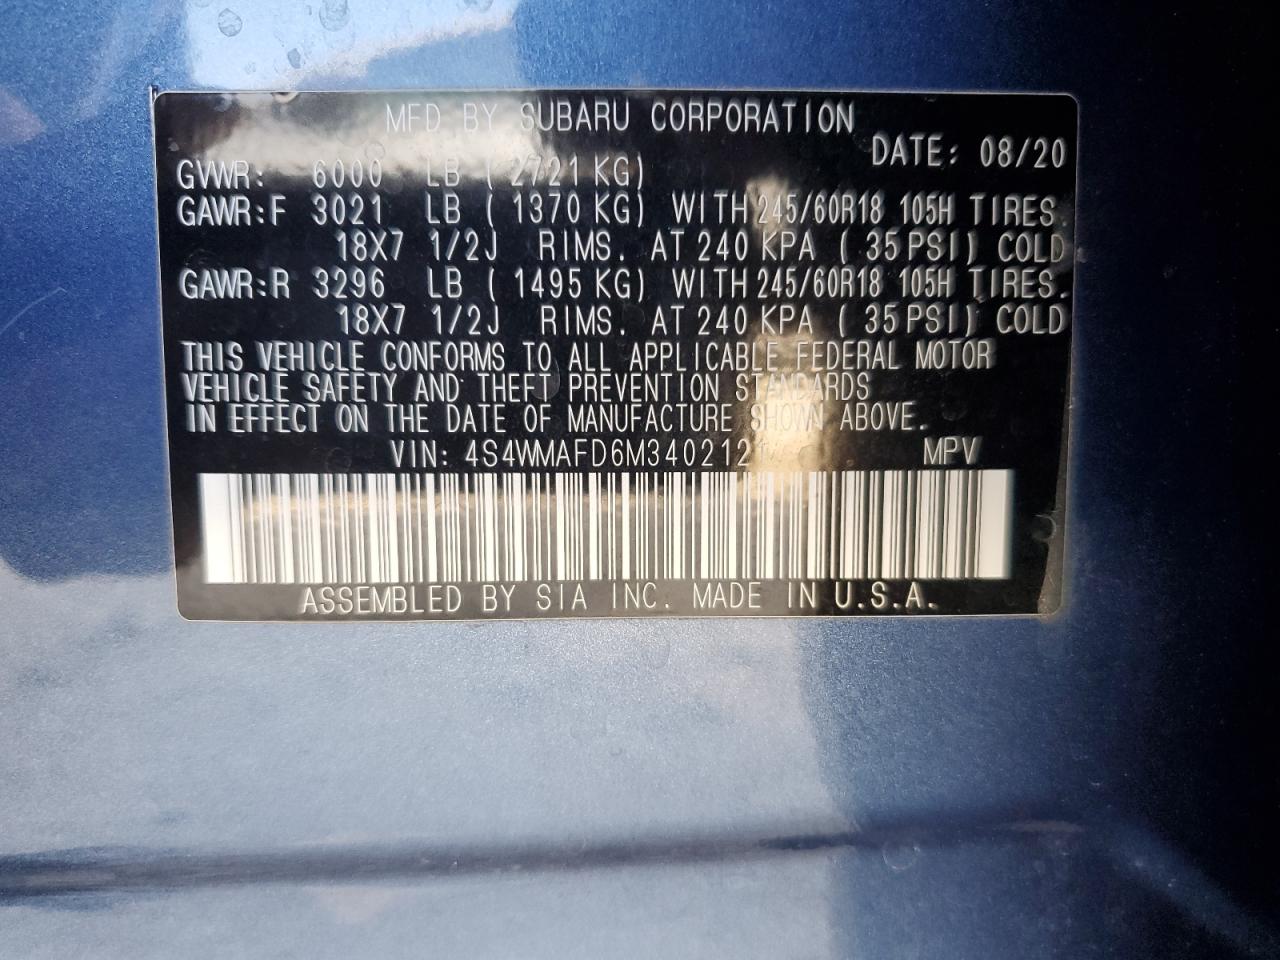 MFD BY SUBARU CORPORATION
DATE: 08/20
GVWR: 6000 LB ( 2721 KG)
GAWR:F 3021 LB ( 1370 KG) WITH 245/60R18 105H TIRES.
18X7 1/2J RIMS. AT 240 KPA ( 35 PSI) COLD
GAWR:R 3296 LB ( 1495 KG) WITH 245/60R18 105H TIRES.
18X7 1/2J RIMS. AT 240 KPA ( 35 PSI) COLD
THIS VEHICLE CONFORMS TO ALL APPLICABLE FEDERAL MOTOR
VEHICLE SAFETY AND THEFT PREVENTION STANDARDS
IN EFFECT ON THE DATE OF MANUFACTURE SHOWN ABOVE.
VIN: 4S4WMAFD6M3402121 MPV
ASSEMBLED BY SIA INC. MADE IN U.S.A.